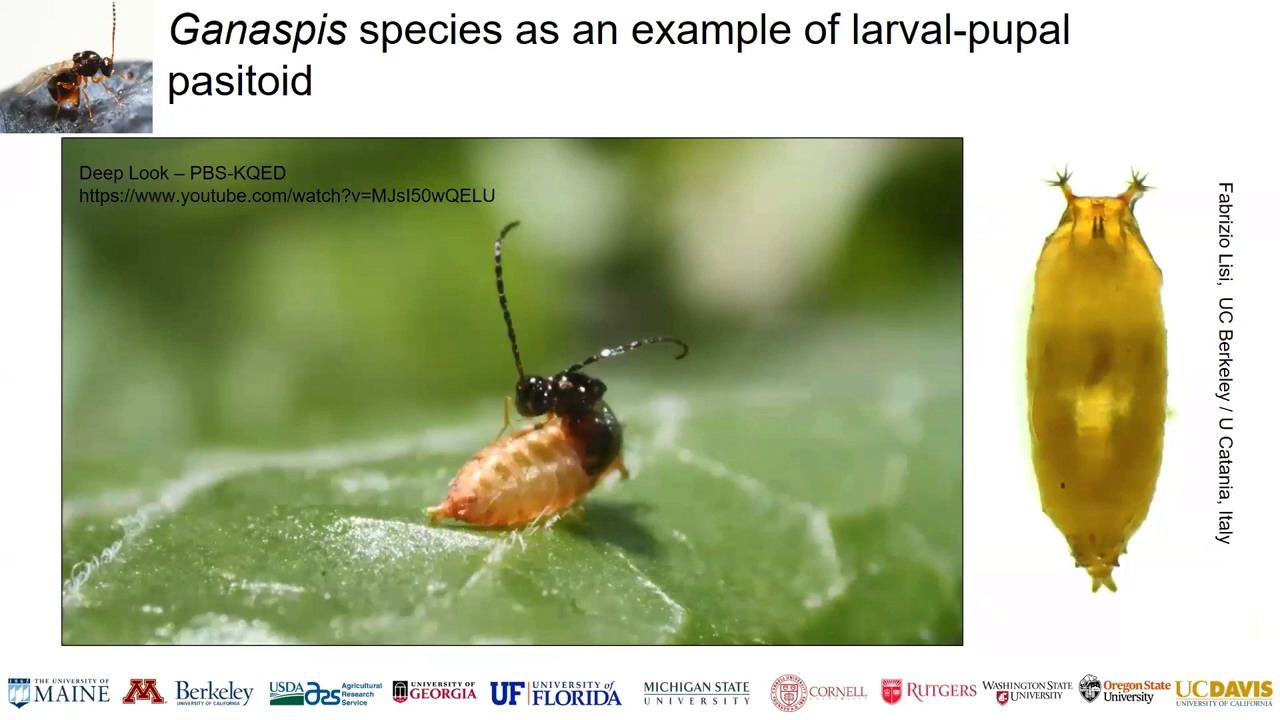 Ganaspis species as an example of larval-pupal
pasitoid
Deep Look – PBS-KQED
https://www.youtube.com/watch?v=MJsI50wQELU
Fabrizio Lisi, UC Berkeley / U Catania, Italy
THE UNIVERSITY OF
MAINE
M
Berkeley
UNIVERSITY OF CALIFORNIA
USDA
ars
Agricultural
Research
Service
UNIVERSITY OF
GEORGIA
UF
UNIVERSITY of
FLORIDA
MICHIGAN STATE
UNIVERSITY
CORNELL
RUTGERS
WASHINGTON STATE
UNIVERSITY
Oregon State
University
UCDAVIS
UNIVERSITY OF CALIFORNIA